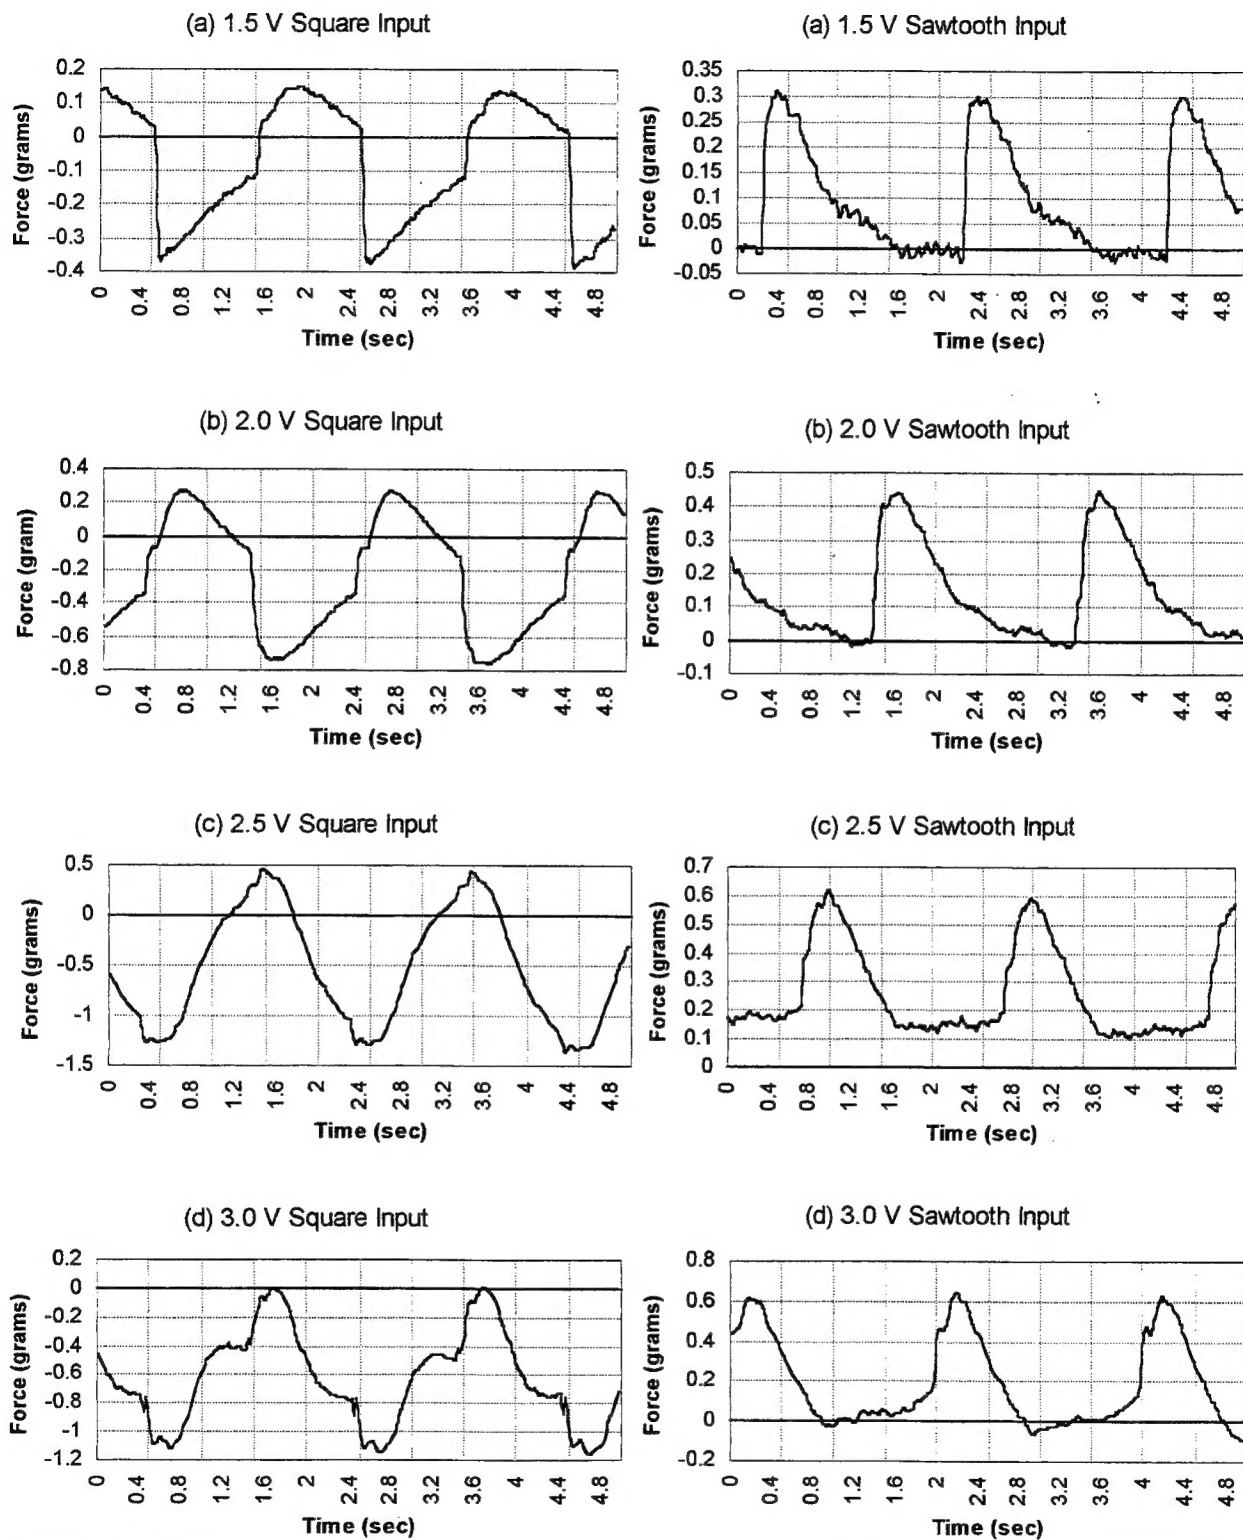 (a) 1.5 V Square Input
Force (grams)
0.2
0.1
0
-0.1
-0.2
-0.3
-0.4
0 0.4 0.8 1.2 1.6 2 2.4 2.8 3.2 3.6 4 4.4 4.8
Time (sec)
(a) 1.5 V Sawtooth Input
Force (grams)
0.35
0.3
0.25
0.2
0.15
0.1
0.05
0
-0.05
0 0.4 0.8 1.2 1.6 2 2.4 2.8 3.2 3.6 4 4.4 4.8
Time (sec)
(b) 2.0 V Square Input
Force (gram)
0.4
0.2
0
-0.2
-0.4
-0.6
-0.8
0 0.4 0.8 1.2 1.6 2 2.4 2.8 3.2 3.6 4 4.4 4.8
Time (sec)
(b) 2.0 V Sawtooth Input
Force (grams)
0.5
0.4
0.3
0.2
0.1
0
-0.1
0 0.4 0.8 1.2 1.6 2 2.4 2.8 3.2 3.6 4 4.4 4.8
Time (sec)
(c) 2.5 V Square Input
Force (grams)
0.5
0
-0.5
-1
-1.5
0 0.4 0.8 1.2 1.6 2 2.4 2.8 3.2 3.6 4 4.4 4.8
Time (sec)
(c) 2.5 V Sawtooth Input
Force (grams)
0.7
0.6
0.5
0.4
0.3
0.2
0.1
0
0 0.4 0.8 1.2 1.6 2 2.4 2.8 3.2 3.6 4 4.4 4.8
Time (sec)
(d) 3.0 V Square Input
Force (grams)
0.2
0
-0.2
-0.4
-0.6
-0.8
-1
-1.2
0 0.4 0.8 1.2 1.6 2 2.4 2.8 3.2 3.6 4 4.4 4.8
Time (sec)
(d) 3.0 V Sawtooth Input
Force (grams)
0.8
0.6
0.4
0.2
0
-0.2
0 0.4 0.8 1.2 1.6 2 2.4 2.8 3.2 3.6 4 4.4 4.8
Time (sec)